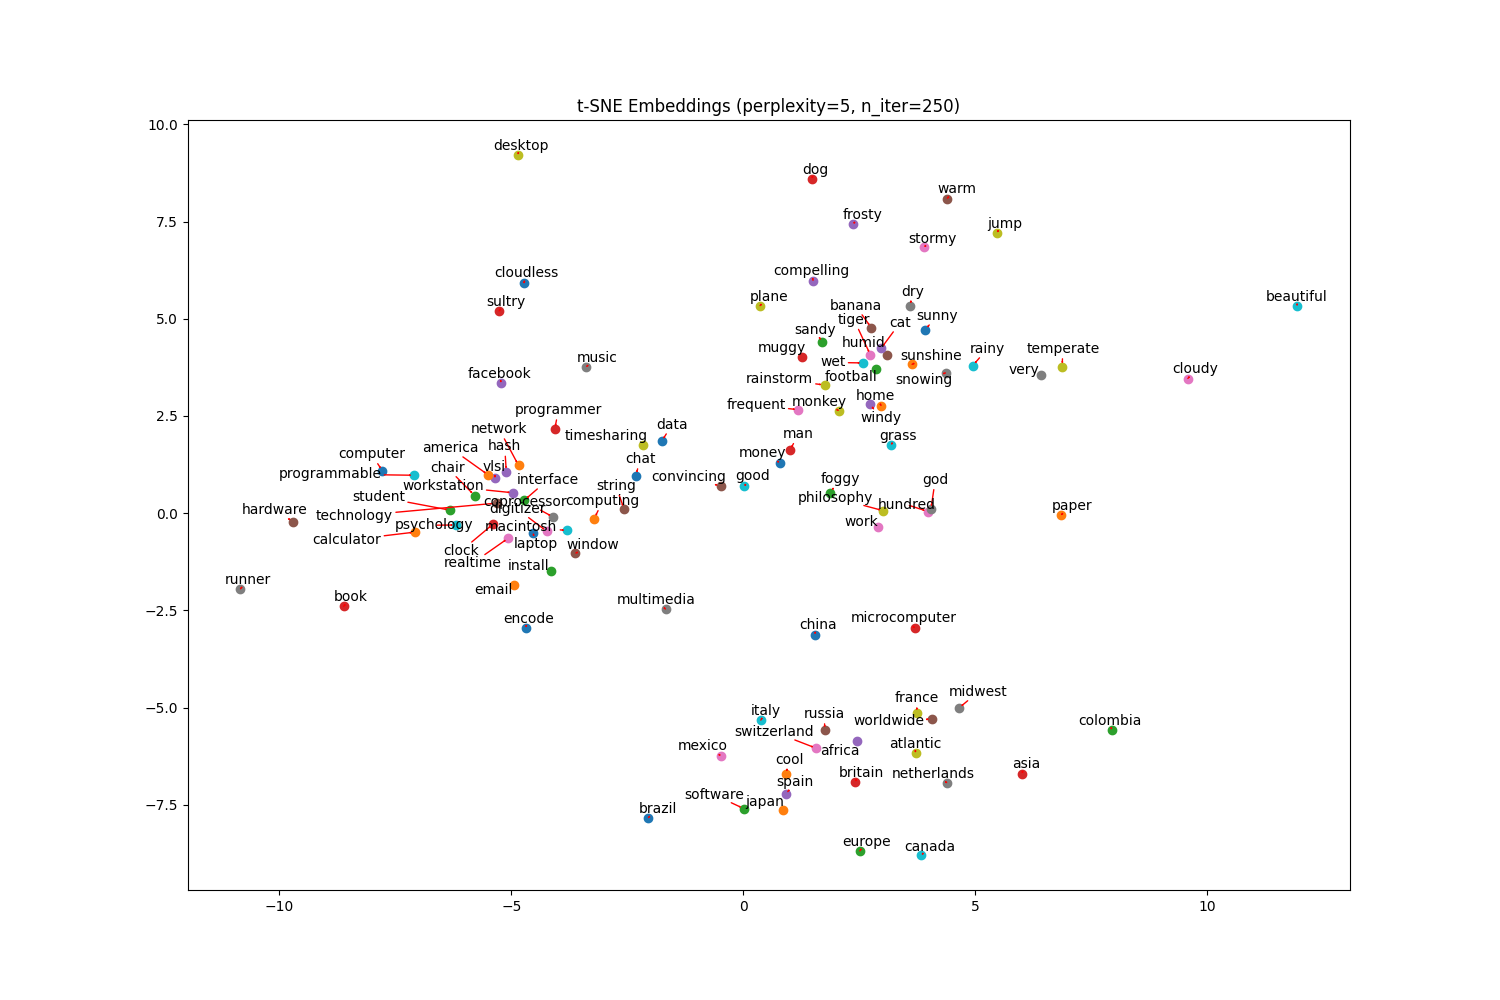 t-SNE Embeddings (perplexity=5, n_iter=250)
10.0
desktop
dog
warm
7.5
frosty
jump
stormy
cloudless
compelling
sultry
plane
dry
beautiful
5.0
banana
sunny
tiger
cat
sandy
humid
muggy
music
wet
sunshine
rainy
temperate
facebook
rainstorm
football
snowing
very
cloudy
2.5
programmer
frequent
monkey
home
windy
network
timesharing
data
man
grass
america
hash
computer
chair
vlsi
chat
money
programmable
workstation
interface
convincing
good
foggy
god
student
coprocessor
string
computing
philosophy
hundred
0.0
hardware
technology
digitizer
paper
psychology
macintosh
work
calculator
clock
laptop
window
realtime
install
runner
email
book
−2.5
multimedia
encode
china
microcomputer
−5.0
italy
russia
france
midwest
worldwide
colombia
switzerland
mexico
africa
atlantic
cool
britain
netherlands
asia
spain
−7.5
software
japan
brazil
europe
canada
−10
−5
0
5
10